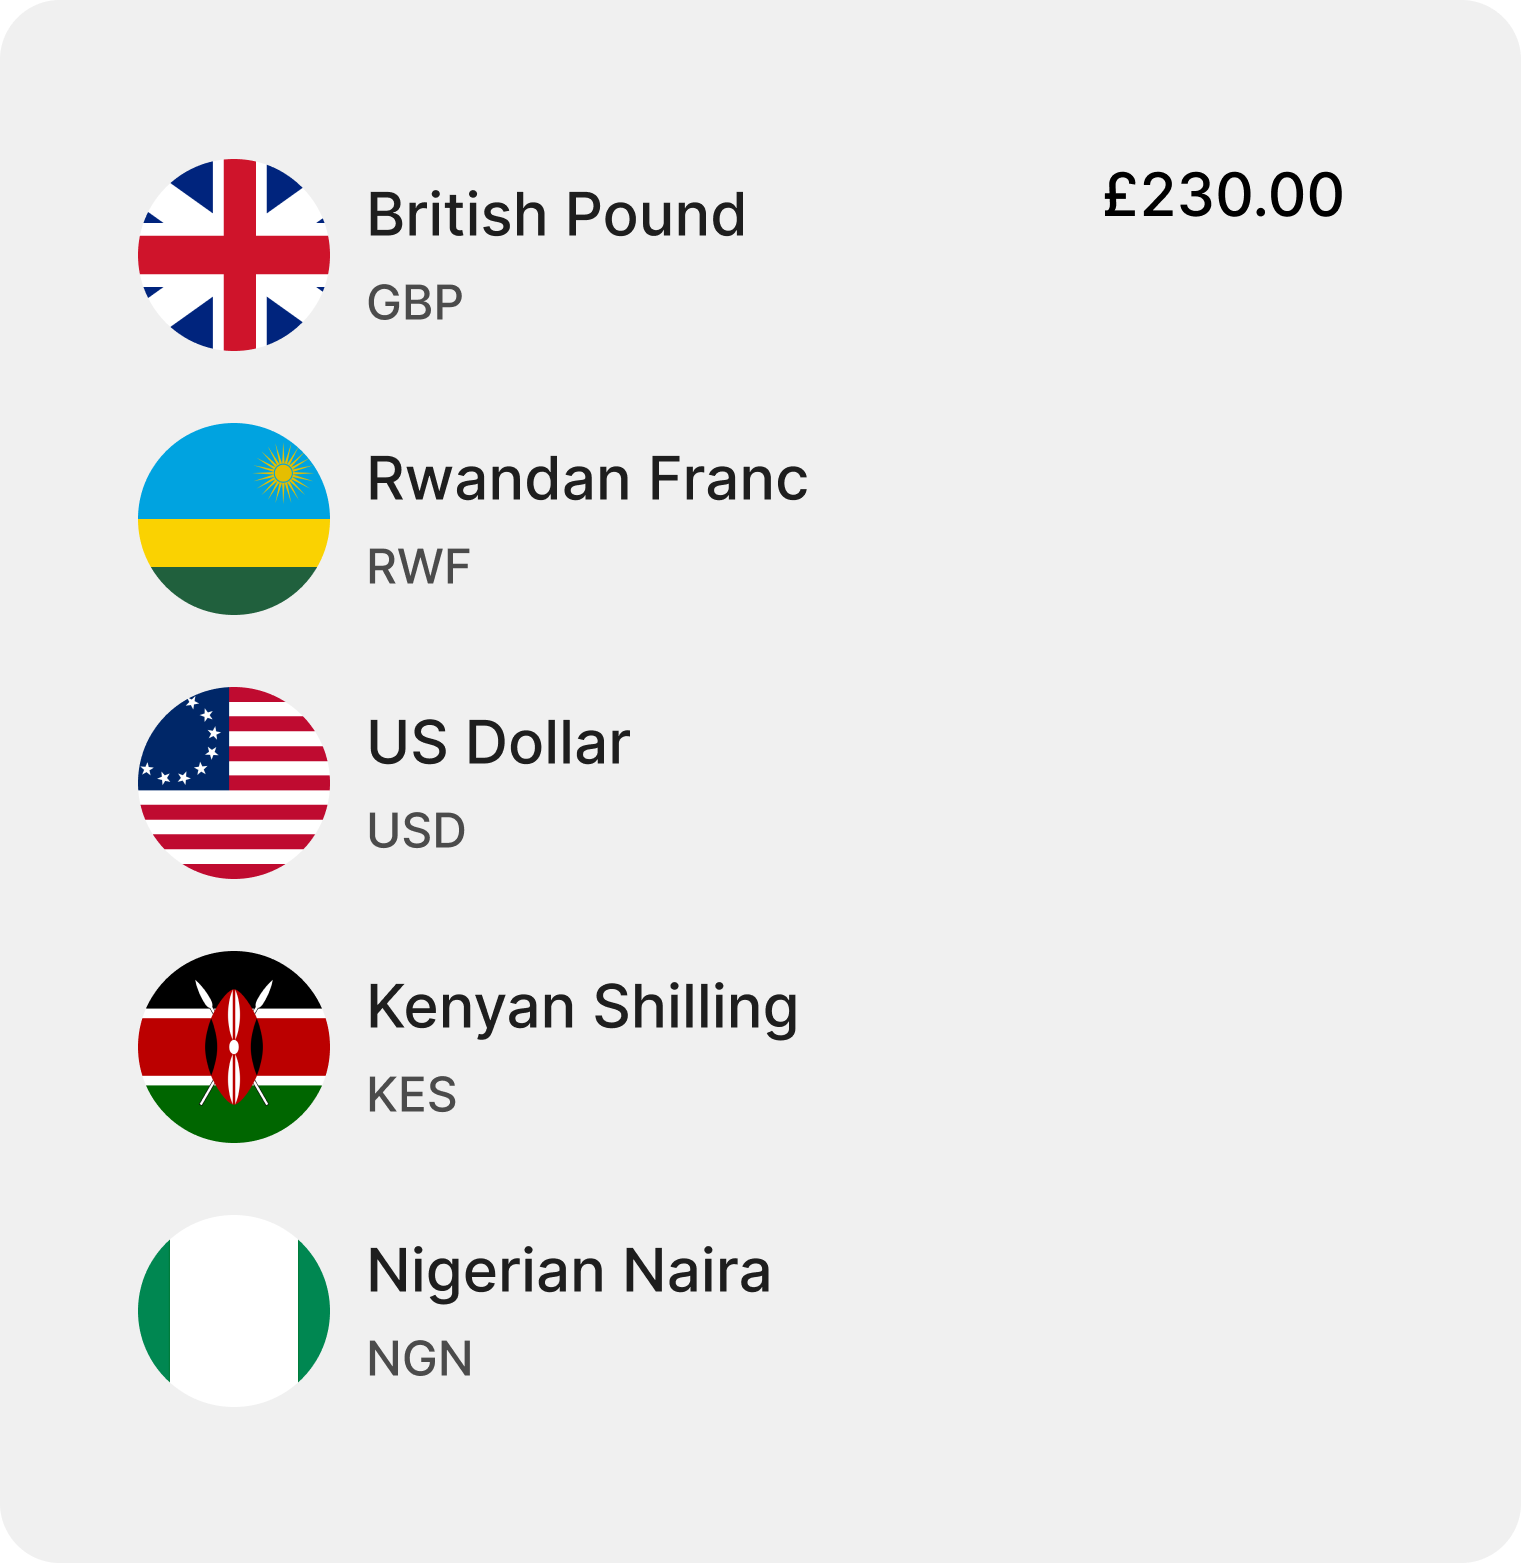 British Pound
£230.00
GBP
Rwandan Franc
RWF
US Dollar
USD
Kenyan Shilling
KES
Nigerian Naira
NGN